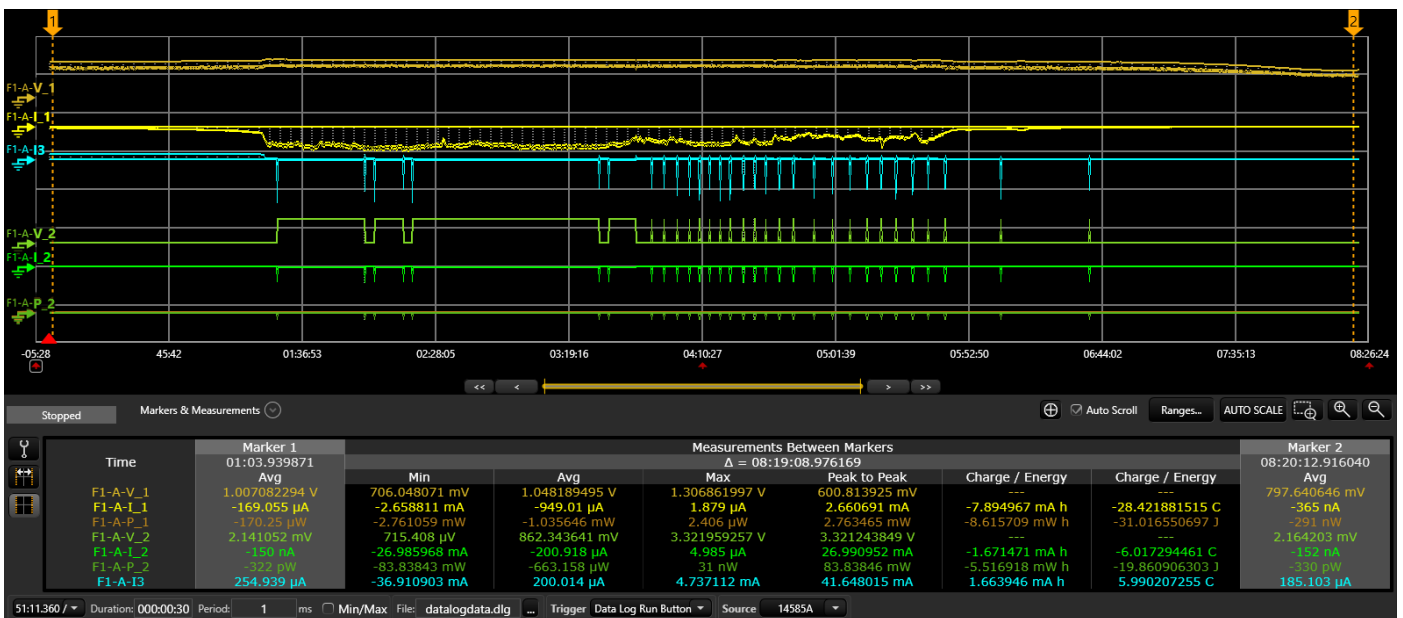 1 2
F1-A-V_1
F1-A-I_1
F1-A-I3
F1-A-V_2
F1-A-I_2
F1-A-P_2
-05:28 45:42 01:36:53 02:28:05 03:19:16 04:10:27 05:01:39 05:52:50 06:44:02 07:35:13 08:26:24
<< < > >>
Stopped Markers & Measurements Auto Scroll Ranges... AUTO SCALE
Marker 1 Measurements Between Markers Marker 2
Time 01:03.939871 Δ = 08:19:08.976169 08:20:12.916040
Avg Min Avg Max Peak to Peak Charge / Energy Charge / Energy Avg
F1-A-V_1 1.007082294 V 706.048071 mV 1.048189495 V 1.306861997 V 600.813925 mV --- --- 797.640646 mV
F1-A-I_1 -169.055 µA -2.658811 mA -949.01 µA 1.879 µA 2.660691 mA -7.894967 mA h -28.421881515 C -365 nA
F1-A-P_1 -170.25 µW -2.761059 mW -1.035646 mW 2.406 µW 2.763465 mW -8.615709 mW h -31.016550697 J -291 nW
F1-A-V_2 2.141052 mV 715.408 µV 862.343641 mV 3.321959257 V 3.321243849 V --- --- 2.164203 mV
F1-A-I_2 -150 nA -26.985968 mA -200.918 µA 4.985 µA 26.990952 mA -1.671471 mA h -6.017294461 C -152 nA
F1-A-P_2 -322 pW -83.83843 mW -663.158 µW 31 nW 83.83846 mW -5.516918 mW h -19.860906303 J -330 pW
F1-A-I3 254.939 µA -36.910903 mA 200.014 µA 4.737112 mA 41.648015 mA 1.663946 mA h 5.990207255 C 185.103 µA
51:11.360 / Duration: 000:00:30 Period: 1 ms Min/Max File: datalogdata.dlg ... Trigger Data Log Run Button Source 14585A